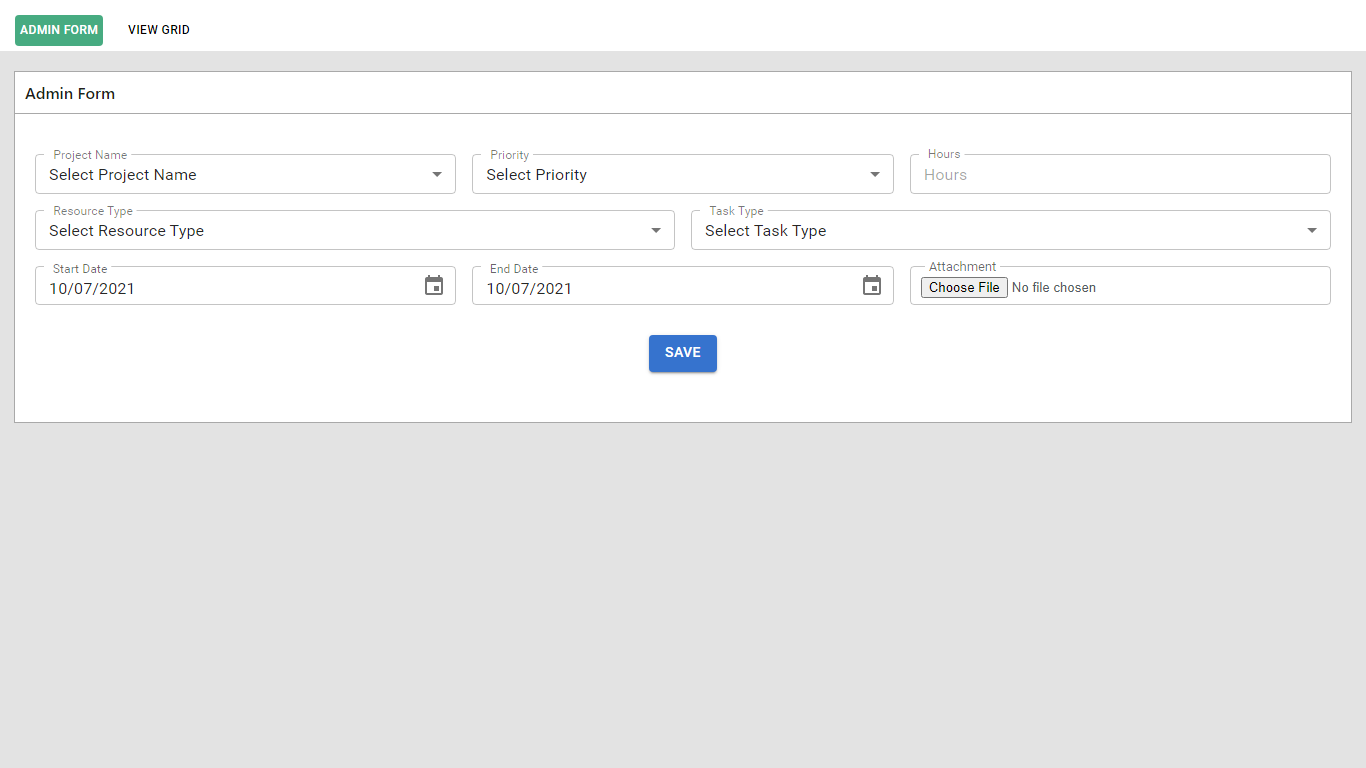 ADMIN FORM VIEW GRID
Admin Form
Project Name Priority Hours
Select Project Name Select Priority Hours
Resource Type Task Type
Select Resource Type Select Task Type
Start Date End Date Attachment
10/07/2021 10/07/2021 Choose File No file chosen
SAVE